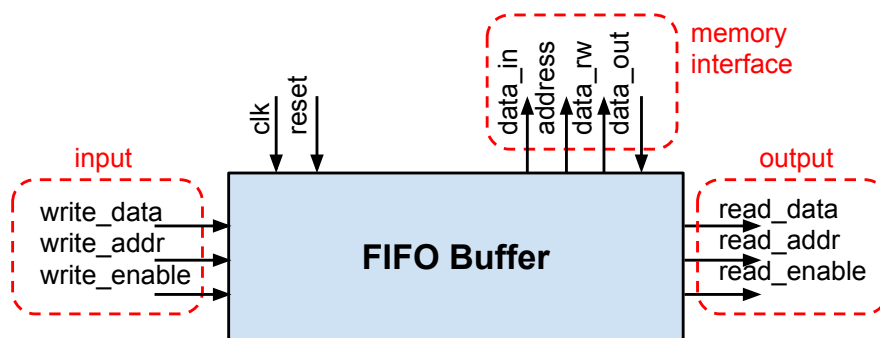 memory
interface
data_in
address
data_rw
data_out
clk
reset
input
output
write_data
write_addr
write_enable
FIFO Buffer
read_data
read_addr
read_enable